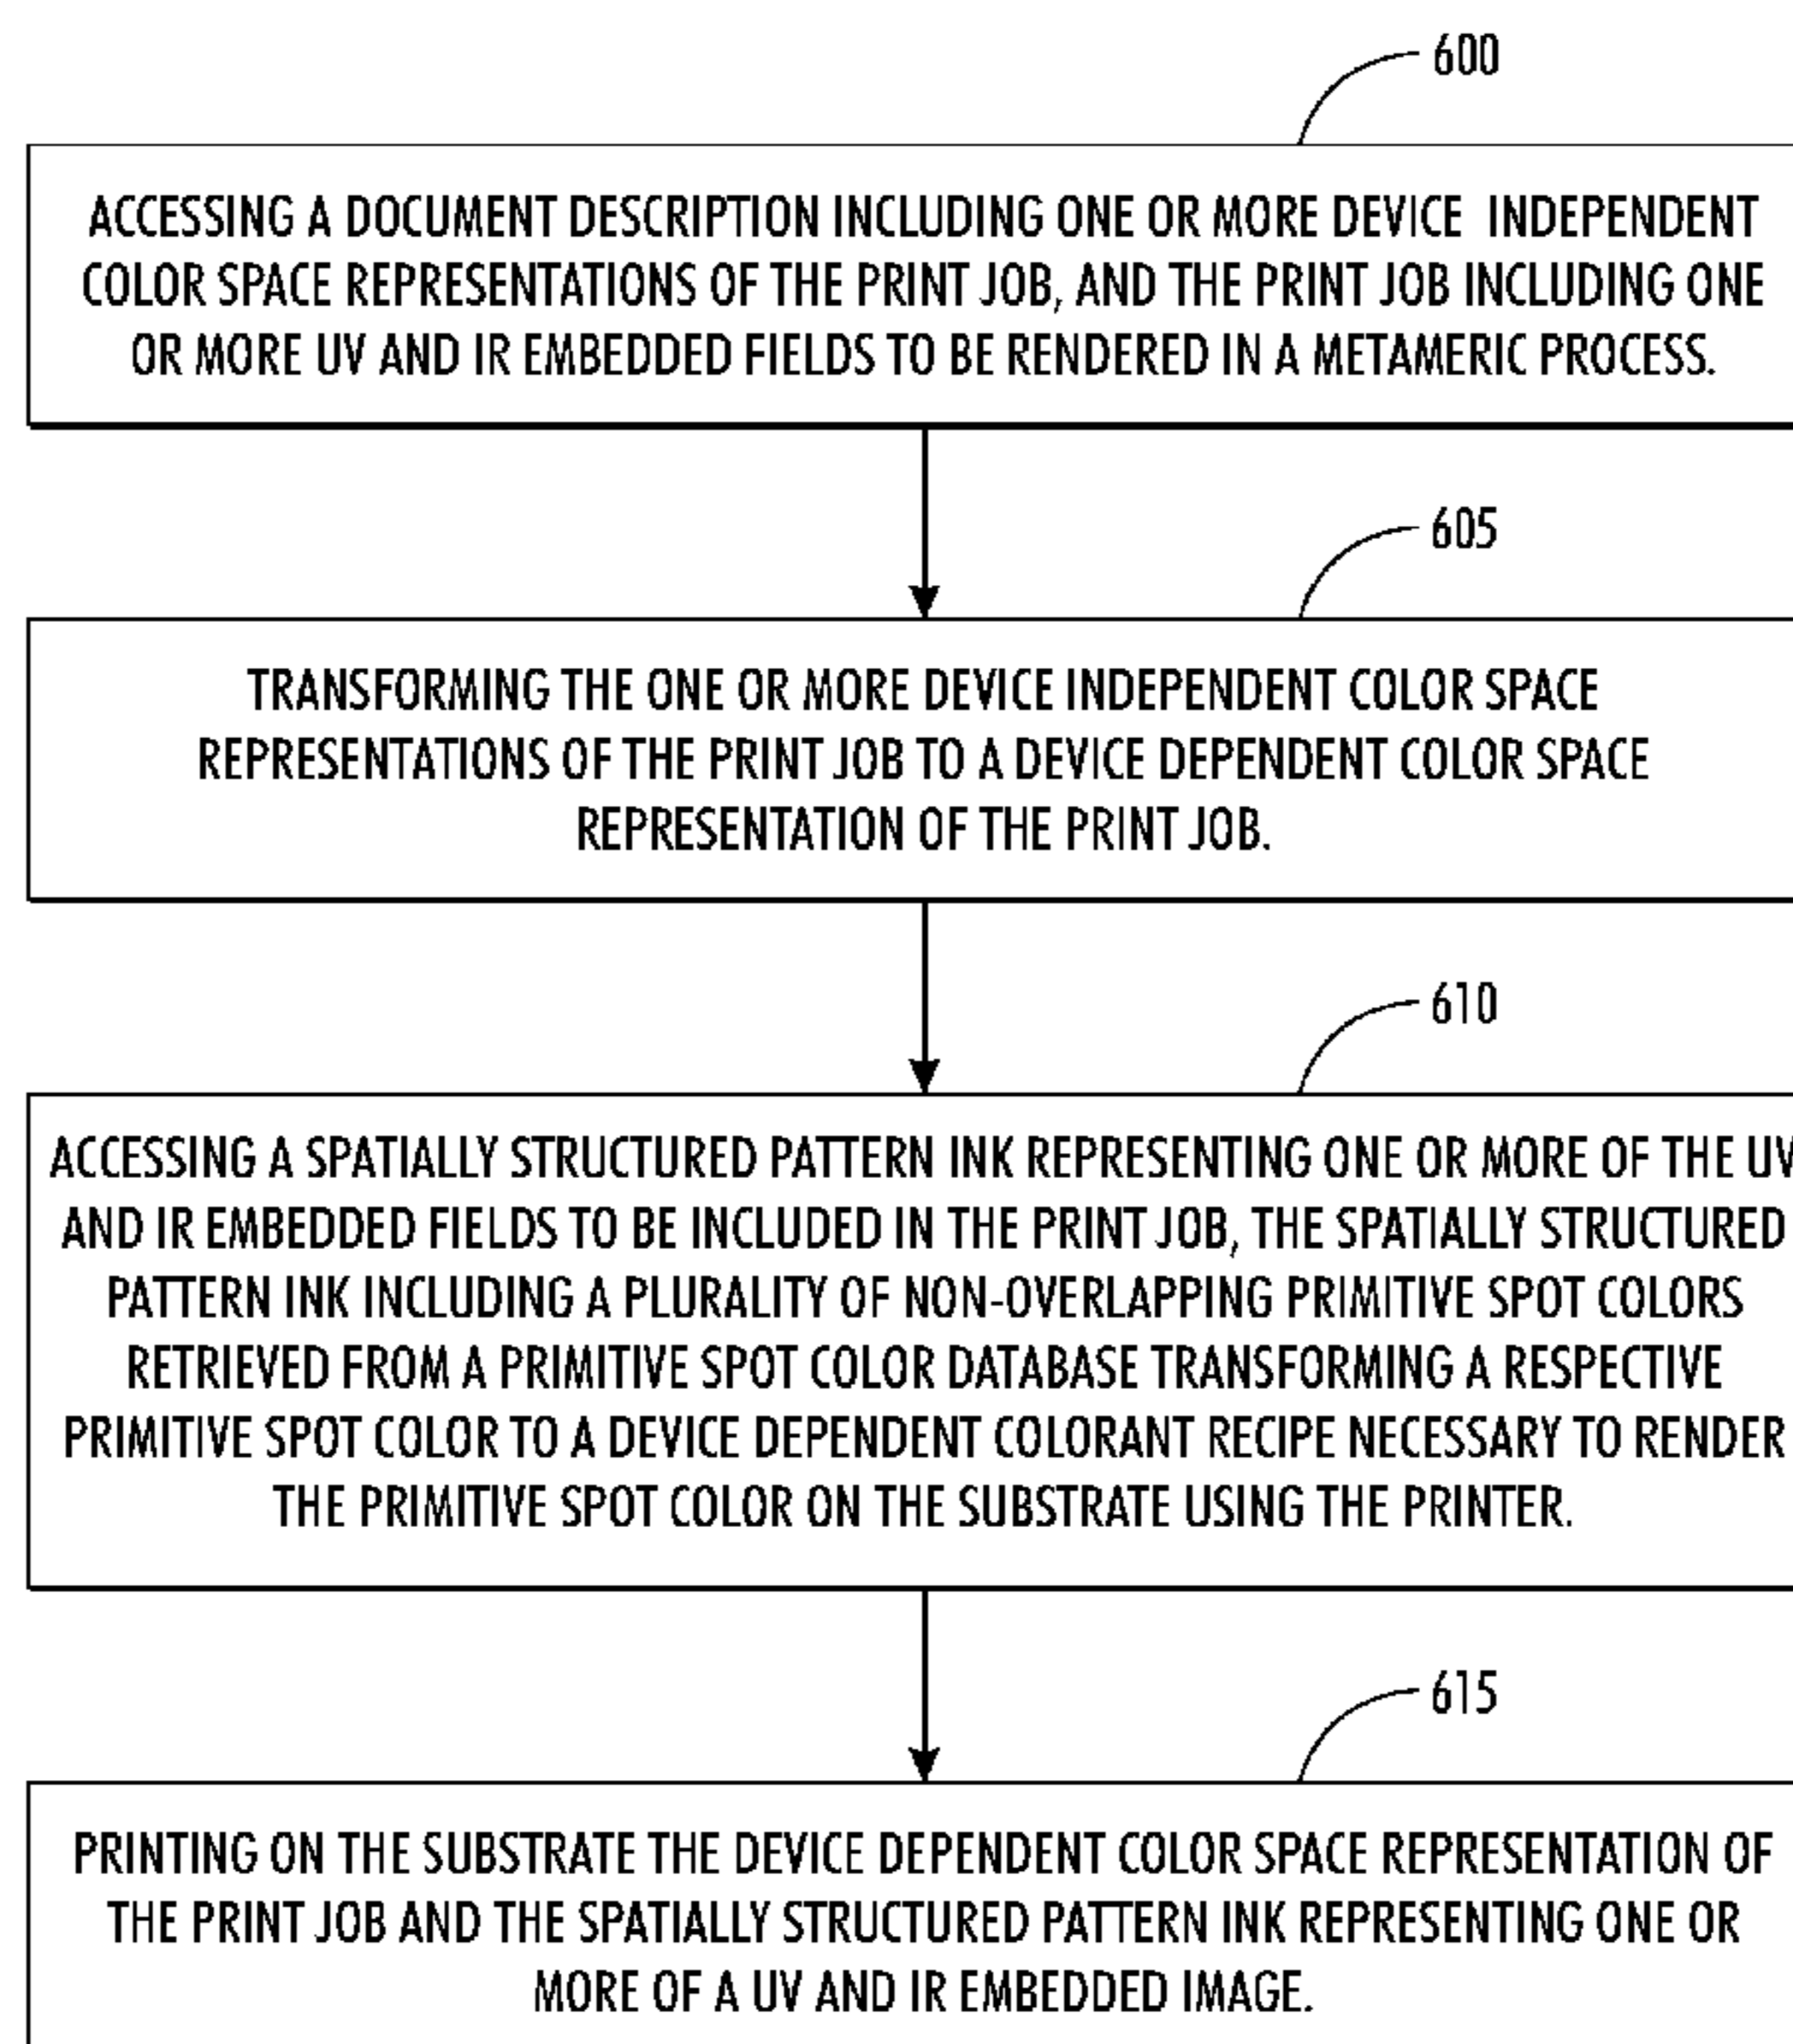 600
ACCESSING A DOCUMENT DESCRIPTION INCLUDING ONE OR MORE DEVICE INDEPENDENT
COLOR SPACE REPRESENTATIONS OF THE PRINT JOB, AND THE PRINT JOB INCLUDING ONE
OR MORE UV AND IR EMBEDDED FIELDS TO BE RENDERED IN A METAMERIC PROCESS.
605
TRANSFORMING THE ONE OR MORE DEVICE INDEPENDENT COLOR SPACE
REPRESENTATIONS OF THE PRINT JOB TO A DEVICE DEPENDENT COLOR SPACE
REPRESENTATION OF THE PRINT JOB.
610
ACCESSING A SPATIALLY STRUCTURED PATTERN INK REPRESENTING ONE OR MORE OF THE UV
AND IR EMBEDDED FIELDS TO BE INCLUDED IN THE PRINT JOB, THE SPATIALLY STRUCTURED
PATTERN INK INCLUDING A PLURALITY OF NON-OVERLAPPING PRIMITIVE SPOT COLORS
RETRIEVED FROM A PRIMITIVE SPOT COLOR DATABASE TRANSFORMING A RESPECTIVE
PRIMITIVE SPOT COLOR TO A DEVICE DEPENDENT COLORANT RECIPE NECESSARY TO RENDER
THE PRIMITIVE SPOT COLOR ON THE SUBSTRATE USING THE PRINTER.
615
PRINTING ON THE SUBSTRATE THE DEVICE DEPENDENT COLOR SPACE REPRESENTATION OF
THE PRINT JOB AND THE SPATIALLY STRUCTURED PATTERN INK REPRESENTING ONE OR
MORE OF A UV AND IR EMBEDDED IMAGE.